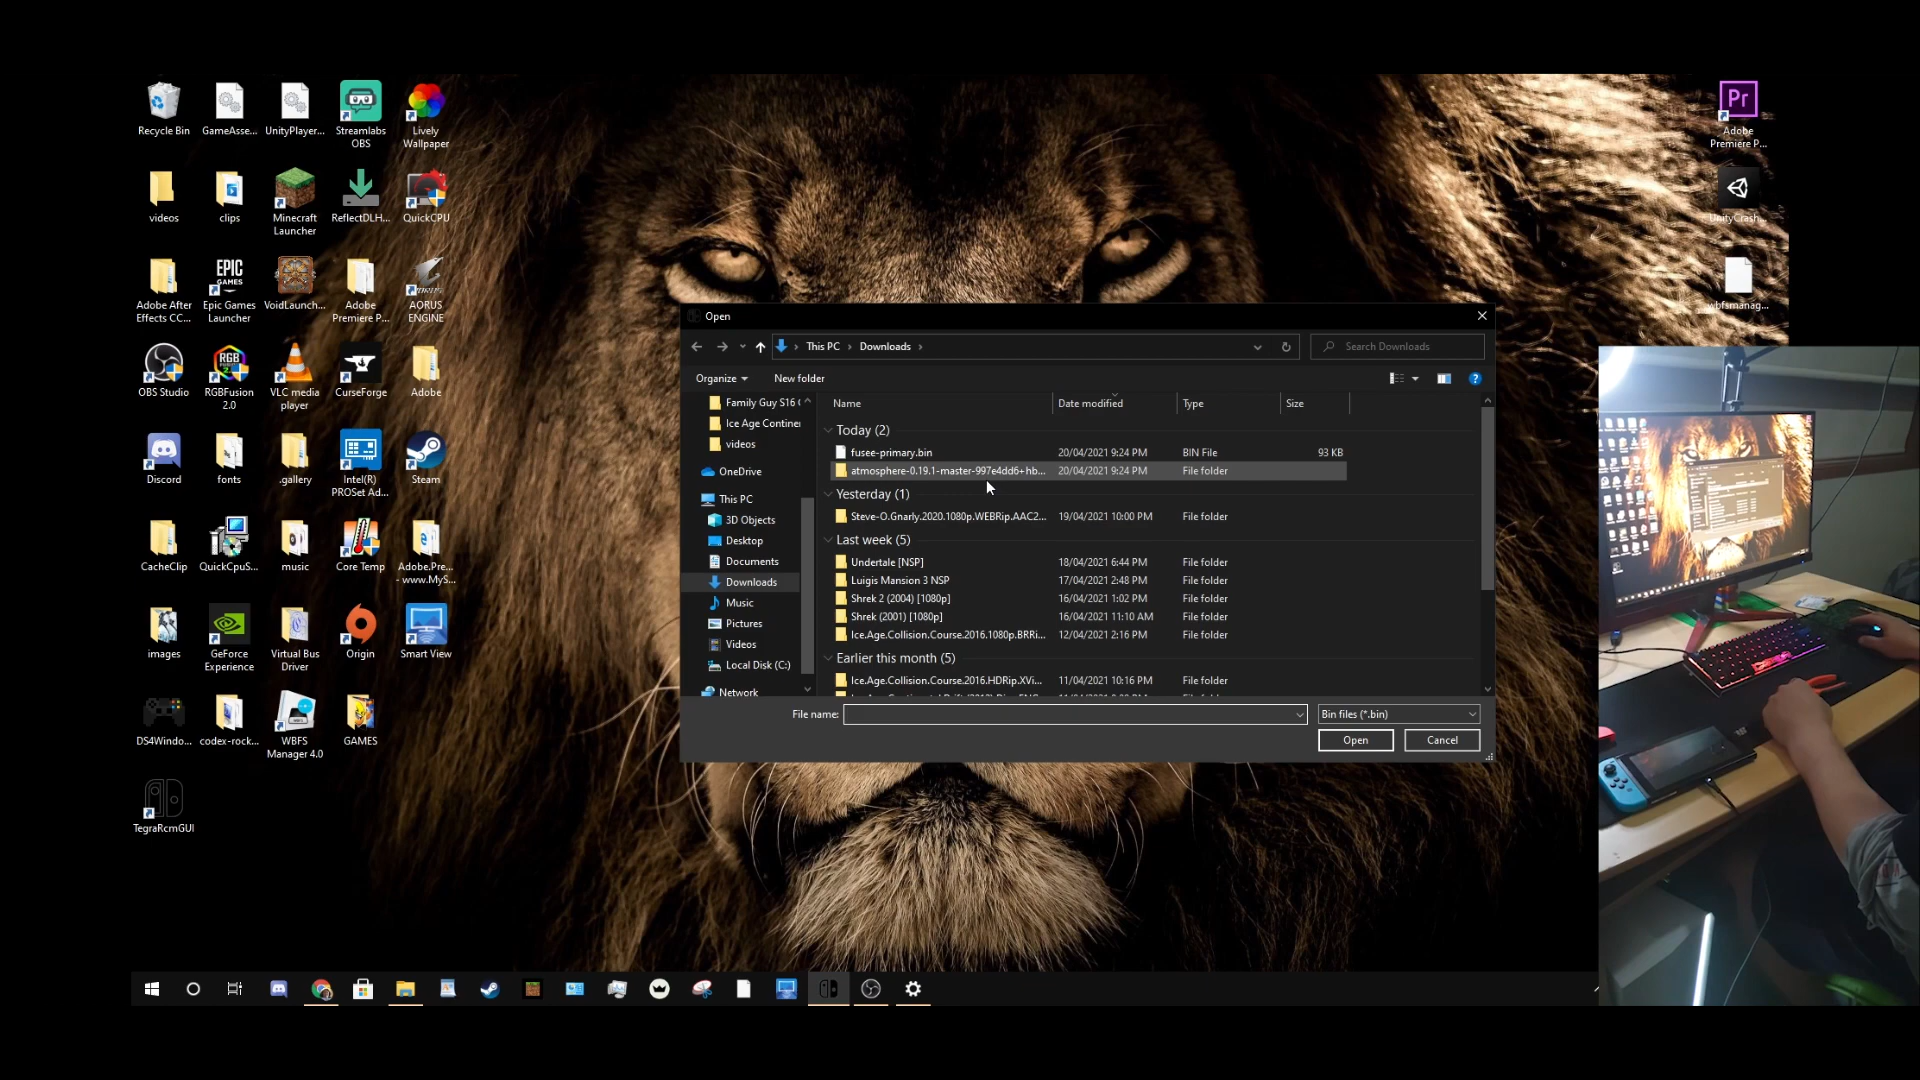 Recycle Bin
GameAsse...
UnityPlayer...
Streamlabs
OBS
Lively
Wallpaper
videos
clips
Minecraft
Launcher
ReflectDLH...
QuickCPU
Adobe After
Effects CC...
EPIC
GAMES
Epic Games
Launcher
VoidLaunch...
Adobe
Premiere P...
AORUS
ENGINE
OBS Studio
RGB
RGBFusion
2.0
VLC media
player
CurseForge
Adobe
Discord
fonts
.gallery
Intel(R)
PROSet Ad...
Steam
CacheClip
QuickCpuS...
music
Core Temp
Adobe.Pre...
- www.MyS...
images
GeForce
Experience
Virtual Bus
Driver
Origin
Smart View
DS4Windo...
codex-rock...
WBFS
Manager 4.0
GAMES
TegraRcmGUI
Pr
Adobe
Premiere P...
UnityCrash...
wbfsmanag...
Open
This PC
Downloads
Search Downloads
Organize
New folder
Name
Date modified
Type
Size
Family Guy S16 (
Ice Age Contine
videos
OneDrive
This PC
3D Objects
Desktop
Documents
Downloads
Music
Pictures
Videos
Local Disk (C:)
Network
Today (2)
fusee-primary.bin 20/04/2021 9:24 PM BIN File 93 KB
atmosphere-0.19.1-master-997e4dd6+hb... 20/04/2021 9:24 PM File folder
Yesterday (1)
Steve-O.Gnarly.2020.1080p.WEBRip.AAC2... 19/04/2021 10:00 PM File folder
Last week (5)
Undertale [NSP] 18/04/2021 6:44 PM File folder
Luigis Mansion 3 NSP 17/04/2021 2:48 PM File folder
Shrek 2 (2004) [1080p] 16/04/2021 1:02 PM File folder
Shrek (2001) [1080p] 16/04/2021 11:10 AM File folder
Ice.Age.Collision.Course.2016.1080p.BRRi... 12/04/2021 2:16 PM File folder
Earlier this month (5)
Ice.Age.Collision.Course.2016.HDRip.XVi... 11/04/2021 10:16 PM File folder
File name:
Bin files (*.bin)
Open
Cancel